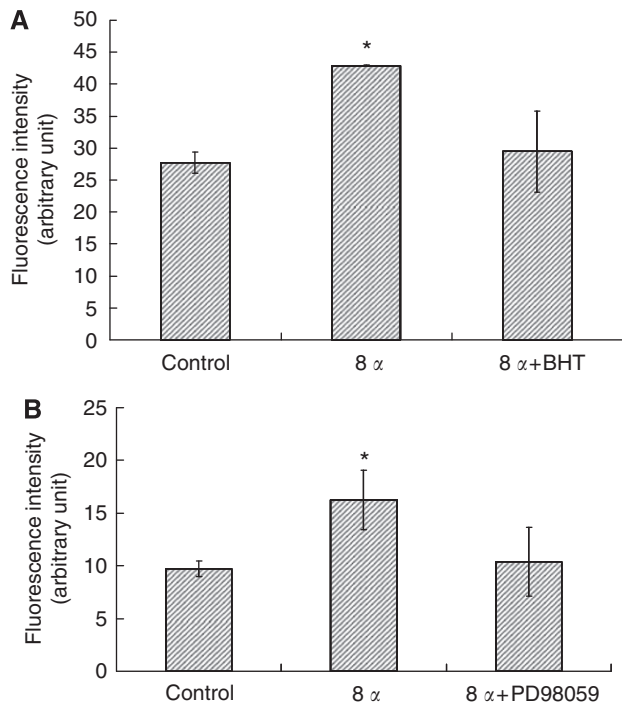 A
Fluorescence intensity
(arbitrary unit)
50
45
40
35
30
25
20
15
10
5
0
*
Control
8 α
8 α+BHT
B
Fluorescence intensity
(arbitrary unit)
25
20
15
10
5
0
*
Control
8 α
8 α+PD98059